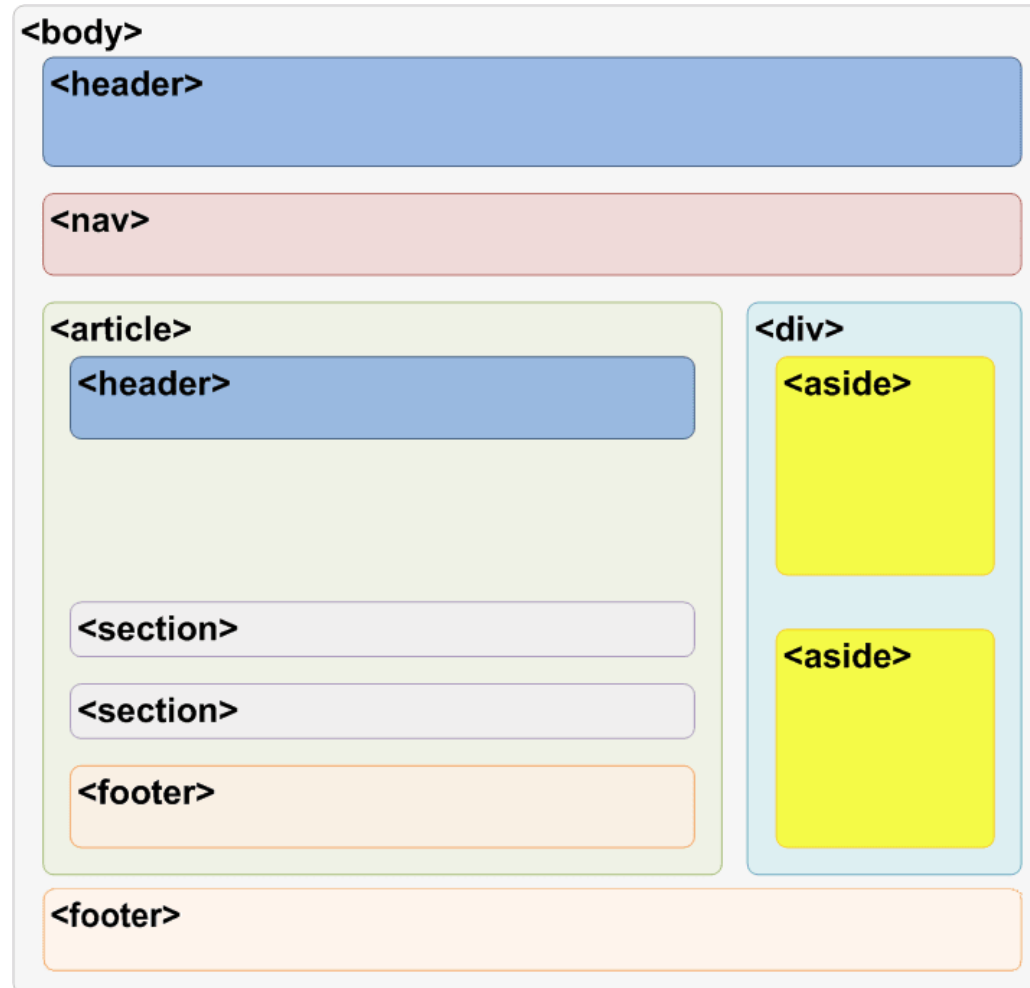 <body>
<header>
<nav>
<article>
<header>
<section>
<section>
<footer>
<div>
<aside>
<aside>
<footer>